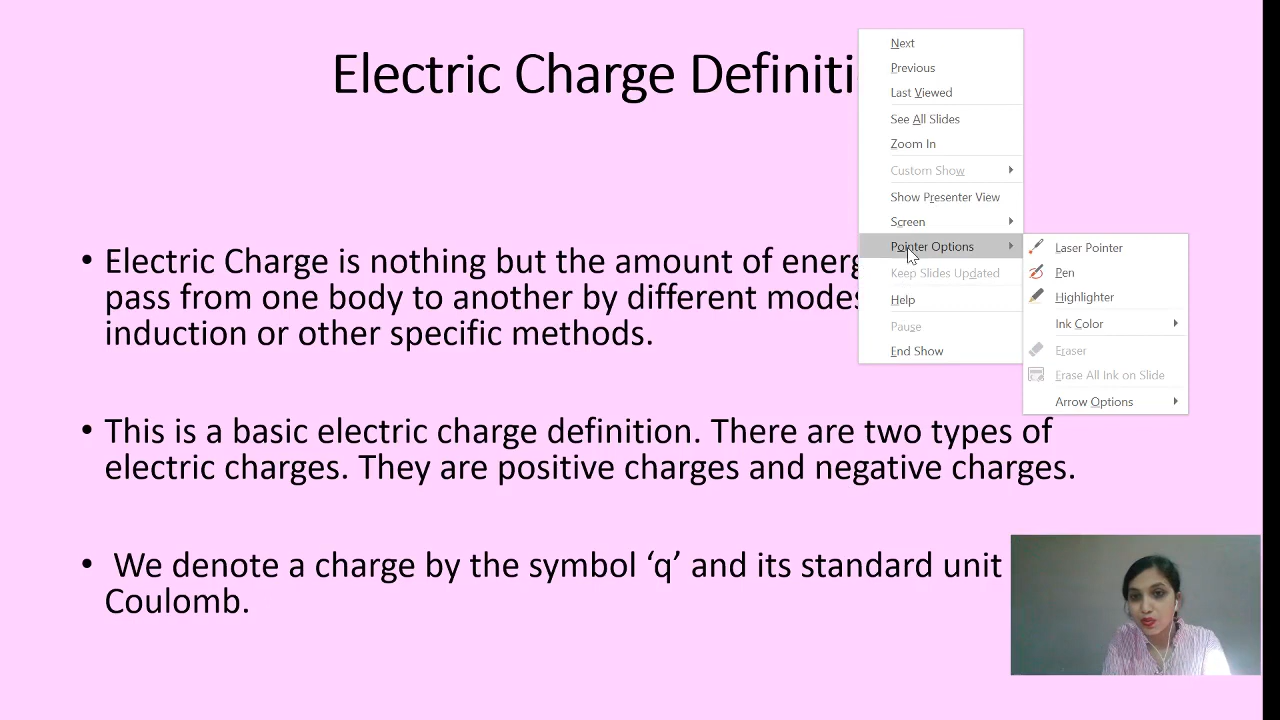 Electric Charge Definiti
• Electric Charge is nothing but the amount of energ
pass from one body to another by different modes
induction or other specific methods.
• This is a basic electric charge definition. There are two types of
electric charges. They are positive charges and negative charges.
• We denote a charge by the symbol ‘q’ and its standard unit
Coulomb.
Next
Previous
Last Viewed
See All Slides
Zoom In
Custom Show
Show Presenter View
Screen
Pointer Options
Keep Slides Updated
Help
Pause
End Show
Laser Pointer
Pen
Highlighter
Ink Color
Eraser
Erase All Ink on Slide
Arrow Options